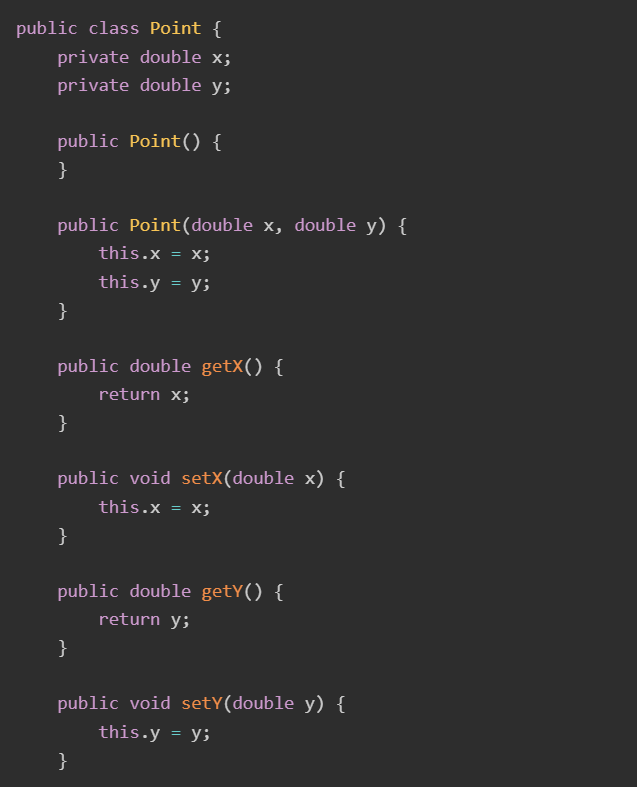 public class Point {
    private double x;
    private double y;

    public Point() {
    }

    public Point(double x, double y) {
        this.x = x;
        this.y = y;
    }

    public double getX() {
        return x;
    }

    public void setX(double x) {
        this.x = x;
    }

    public double getY() {
        return y;
    }

    public void setY(double y) {
        this.y = y;
    }